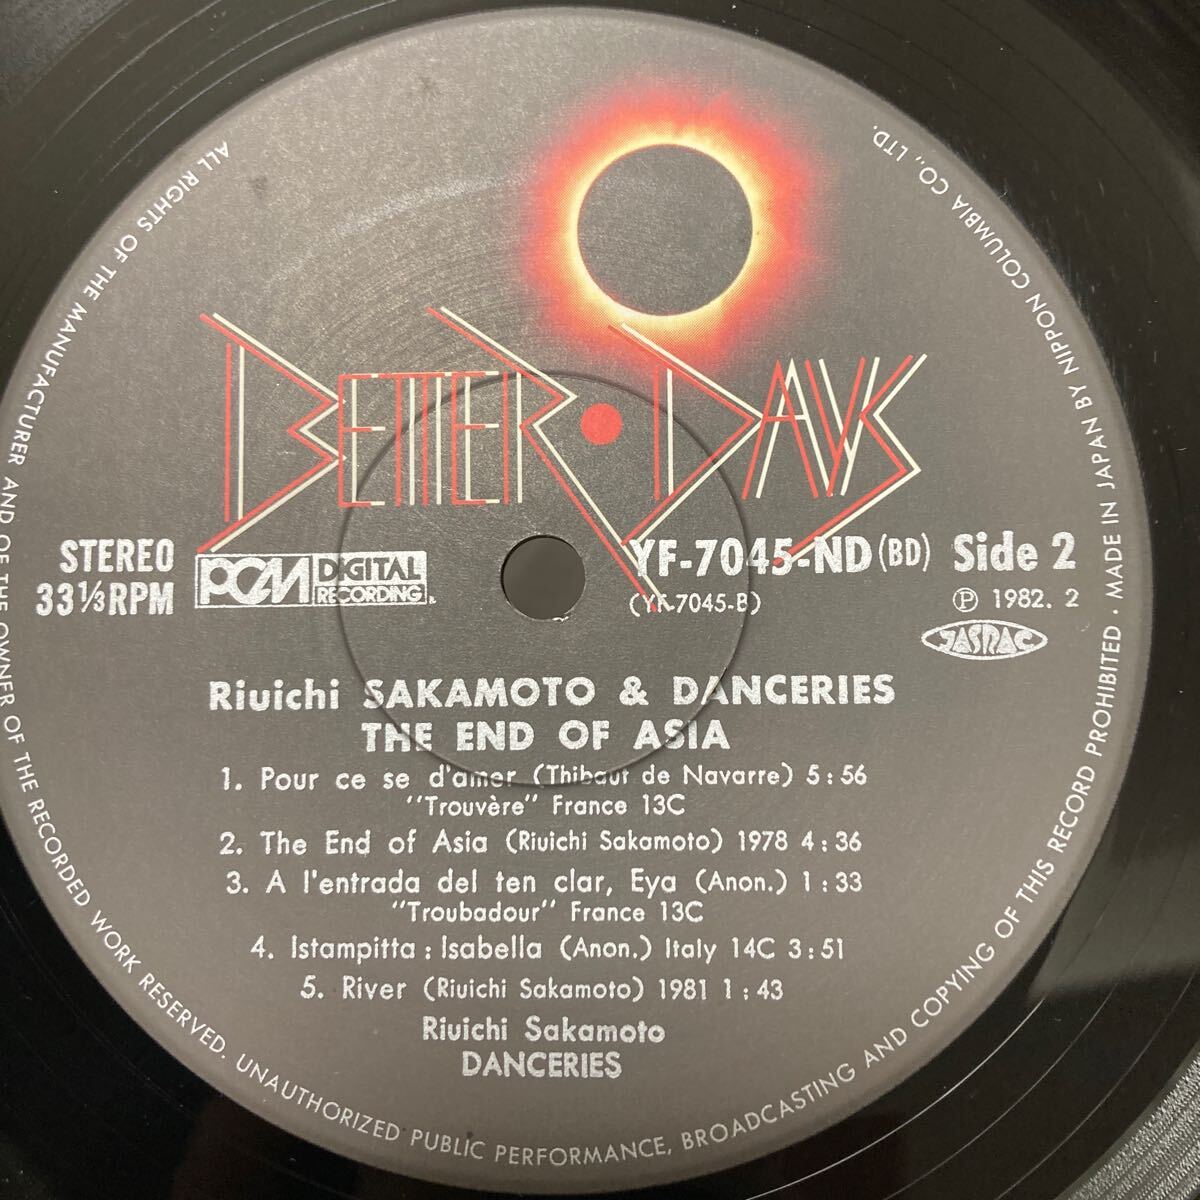 BETTER DAYS
STEREO
33⅓RPM
PCM DIGITAL
RECORDING
YF-7045-ND (BD) Side 2
(YF-7045-B)
Ⓟ 1982. 2
JASRAC
Riuichi SAKAMOTO & DANCERIES
THE END OF ASIA
1. Pour ce se d'amer (Thibaut de Navarre) 5:56
"Trouvère" France 13C
2. The End of Asia (Riuichi Sakamoto) 1978 4:36
3. A l'entrada del ten clar, Eya (Anon.) 1:33
"Troubadour" France 13C
4. Istampitta : Isabella (Anon.) Italy 14C 3:51
5. River (Riuichi Sakamoto) 1981 1:43
Riuichi Sakamoto
DANCERIES
ALL RIGHTS OF THE MANUFACTURER AND OF THE OWNER OF THE RECORDED WORK RESERVED. UNAUTHORIZED PUBLIC PERFORMANCE, BROADCASTING AND COPYING OF THIS RECORD PROHIBITED · MADE IN JAPAN BY NIPPON COLUMBIA CO., LTD.